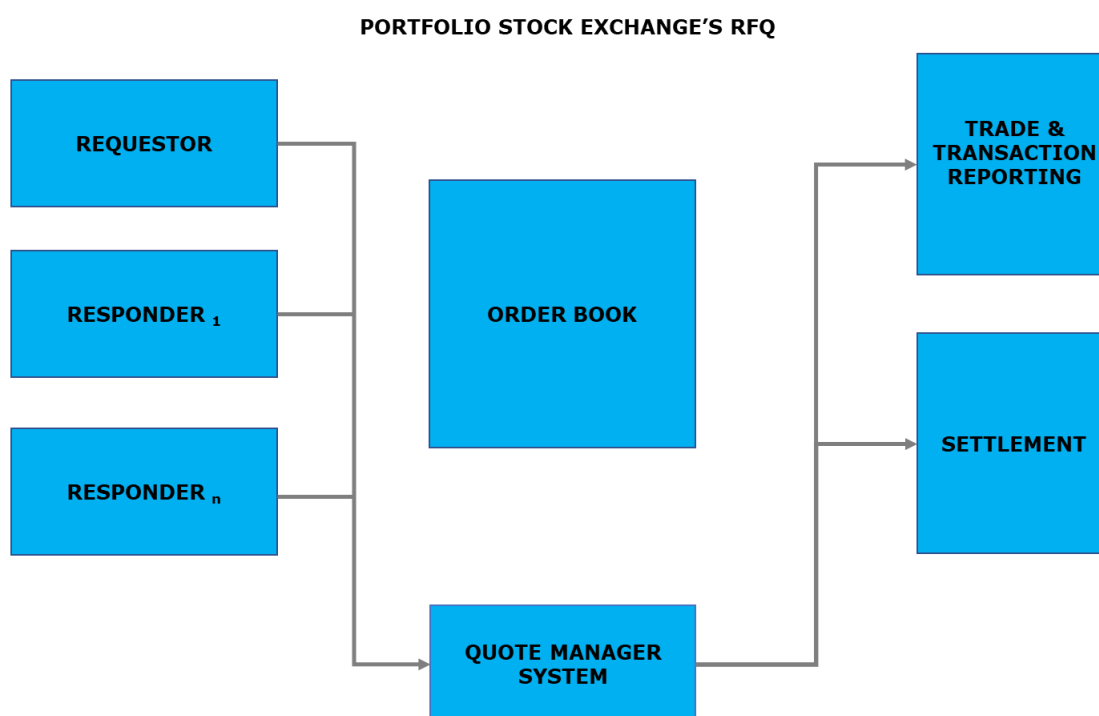 PORTFOLIO STOCK EXCHANGE’S RFQ
REQUESTOR
RESPONDER 1
RESPONDER n
ORDER BOOK
QUOTE MANAGER
SYSTEM
TRADE &
TRANSACTION
REPORTING
SETTLEMENT